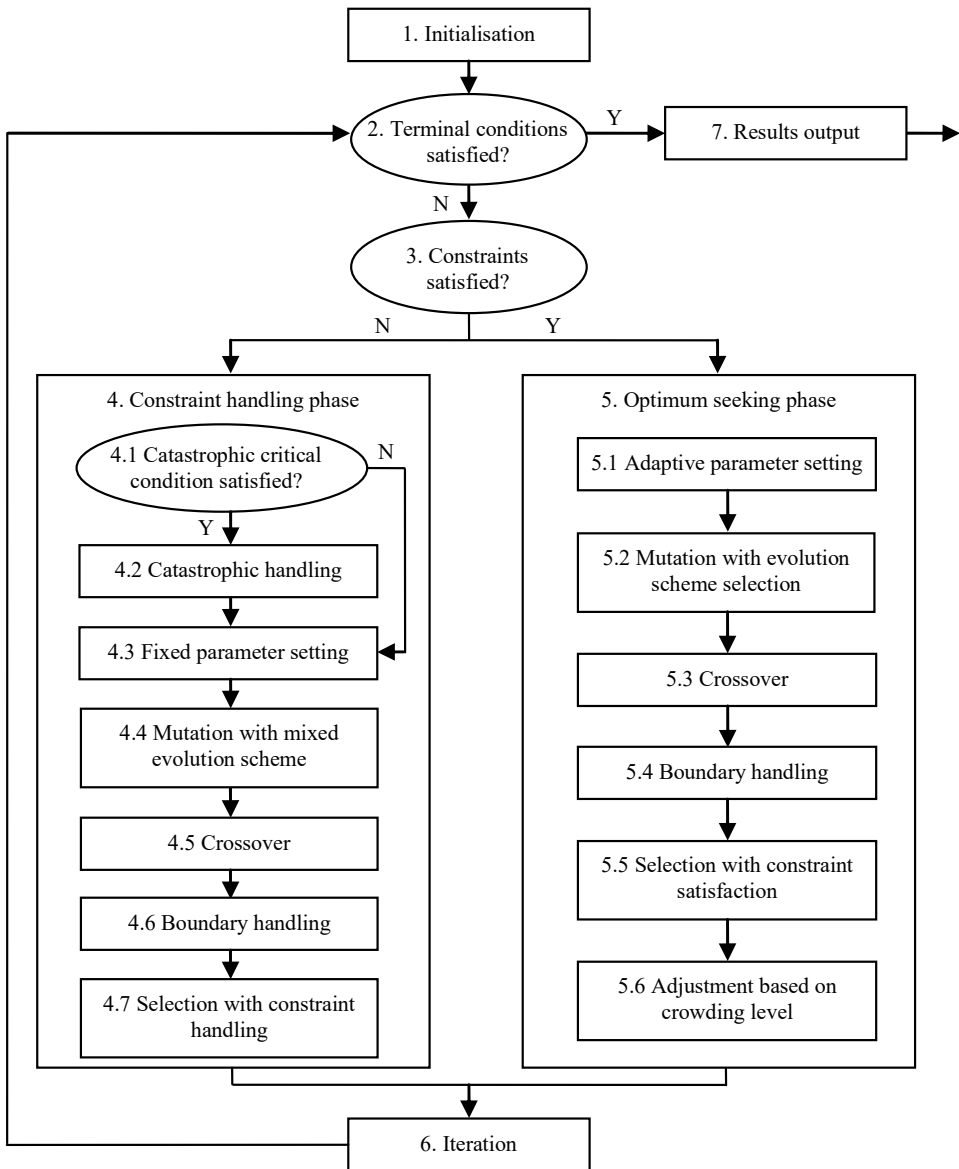 1. Initialisation
2. Terminal conditions
satisfied?
Y
7. Results output
N
3. Constraints
satisfied?
N
Y
4. Constraint handling phase
4.1 Catastrophic critical
condition satisfied?
N
Y
4.2 Catastrophic handling
4.3 Fixed parameter setting
4.4 Mutation with mixed
evolution scheme
4.5 Crossover
4.6 Boundary handling
4.7 Selection with constraint
handling
5. Optimum seeking phase
5.1 Adaptive parameter setting
5.2 Mutation with evolution
scheme selection
5.3 Crossover
5.4 Boundary handling
5.5 Selection with constraint
satisfaction
5.6 Adjustment based on
crowding level
6. Iteration